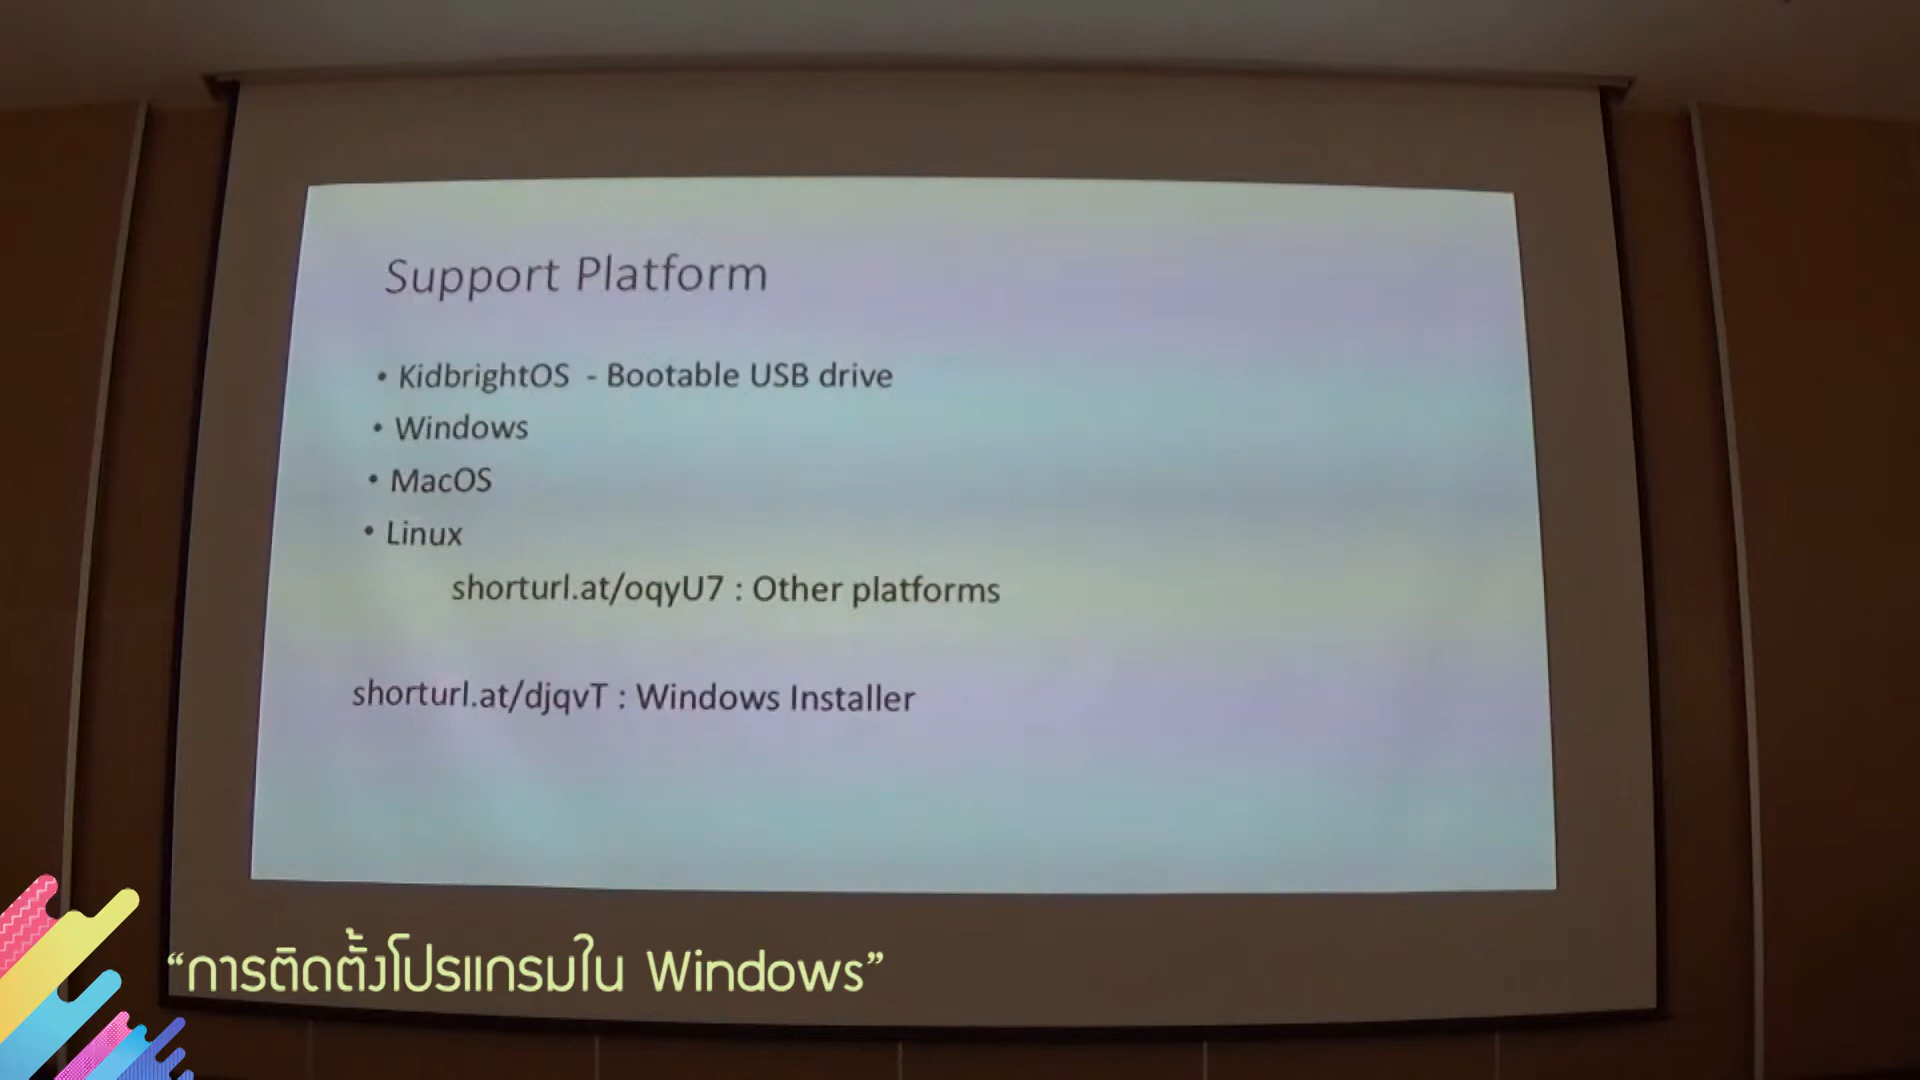 Support Platform
• KidbrightOS - Bootable USB drive
• Windows
• MacOS
• Linux
shorturl.at/oqyU7 : Other platforms
shorturl.at/djqvT : Windows Installer
“การติดตั้งโปรแกรมใน Windows”